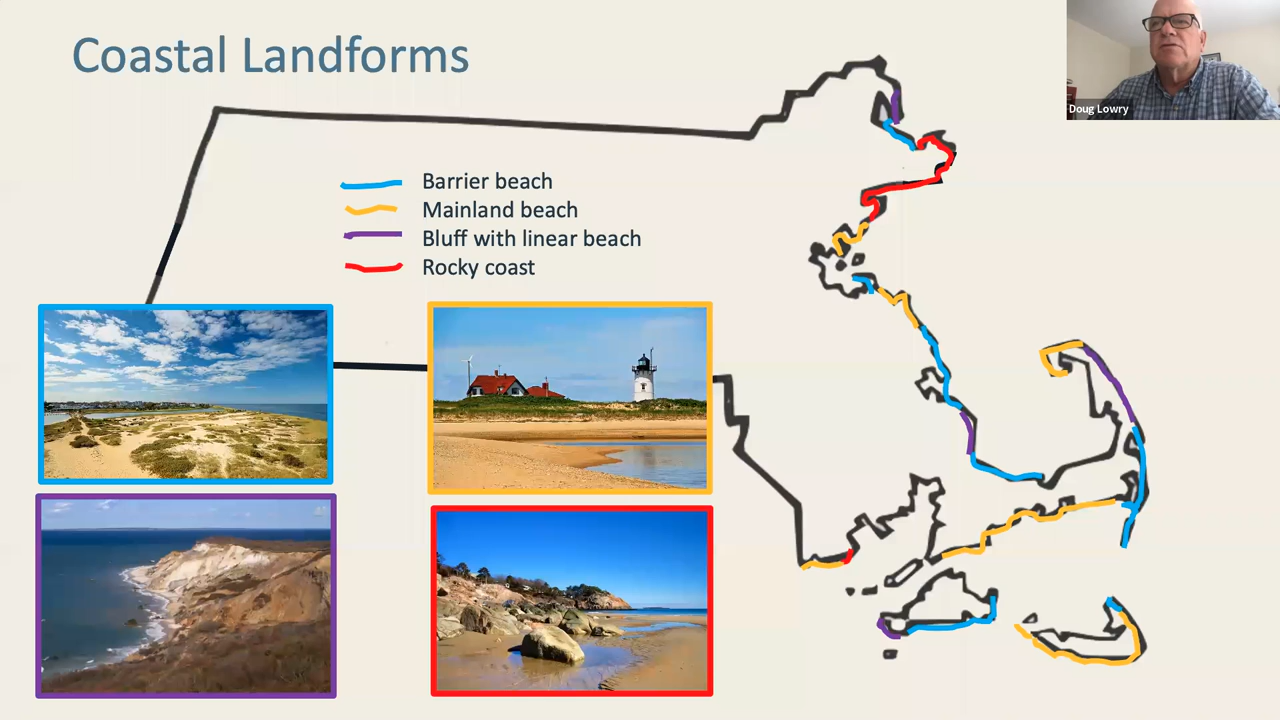 Coastal Landforms
Doug Lowry
Barrier beach
Mainland beach
Bluff with linear beach
Rocky coast